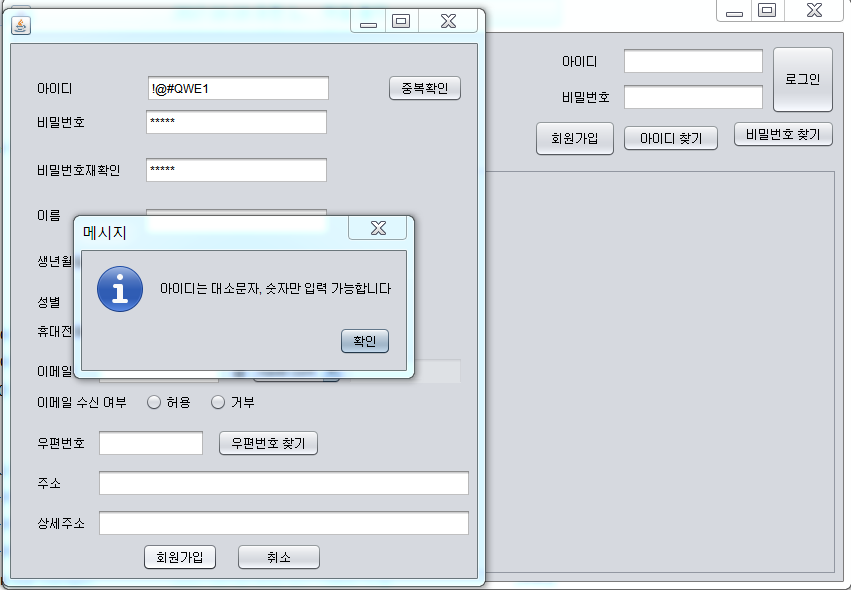 아이디
!@#QWE1
중복확인
비밀번호
*****
비밀번호재확인
*****
이름
생년월
성별
휴대전
이메일
메시지
아이디는 대소문자, 숫자만 입력 가능합니다
확인
이메일 수신 여부
허용
거부
우편번호
우편번호 찾기
주소
상세주소
회원가입
취소
아이디
비밀번호
로그인
회원가입
아이디 찾기
비밀번호 찾기